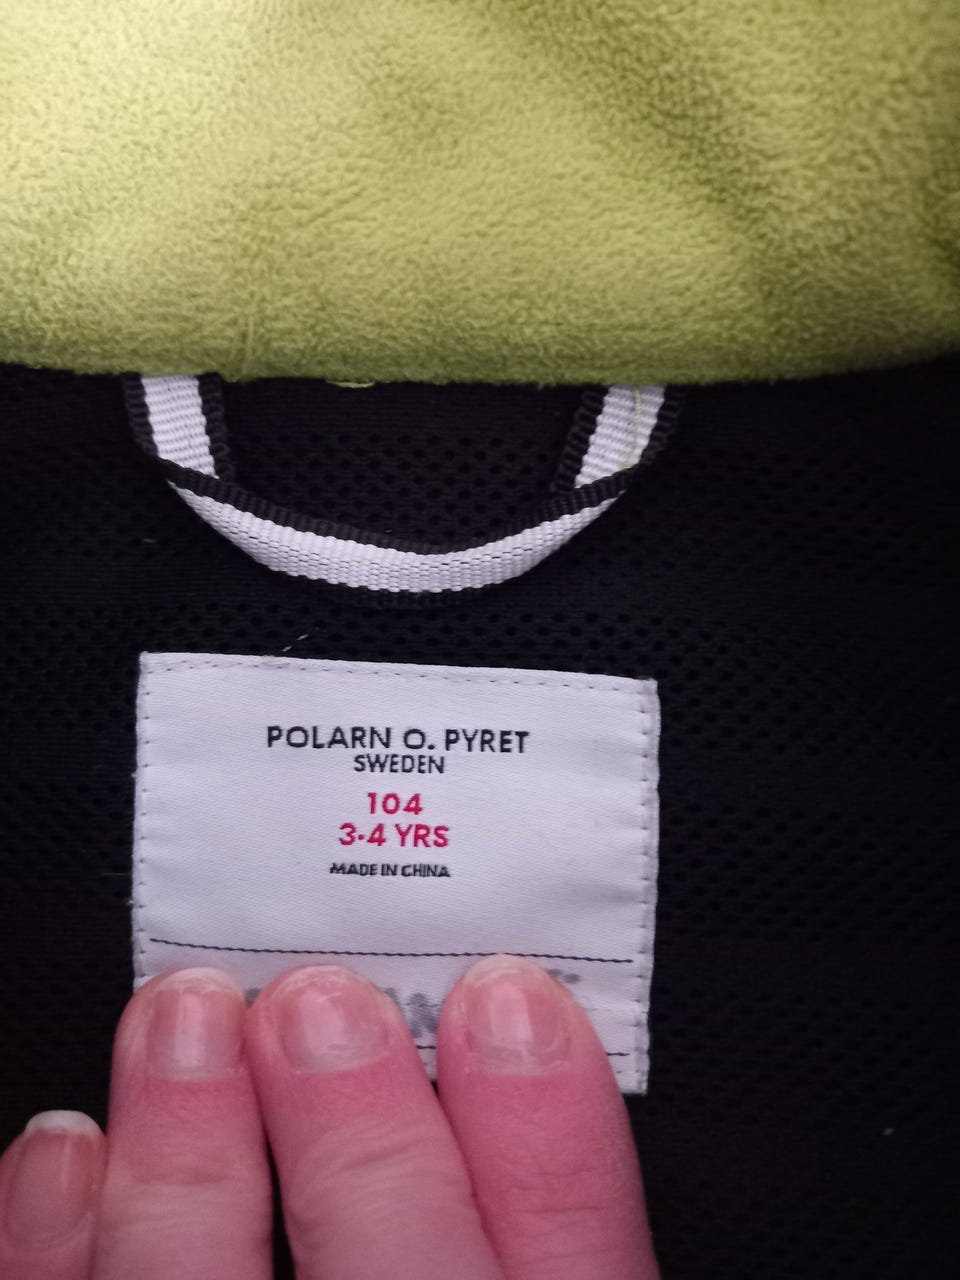 POLARN O. PYRET
SWEDEN
104
3-4 YRS
MADE IN CHINA